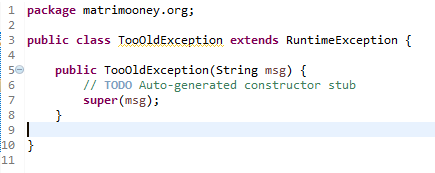 1 package matrimooney.org;
2
3 public class TooOldException extends RuntimeException {
4
5 public TooOldException(String msg) {
6 // TODO Auto-generated constructor stub
7 super(msg);
8 }
9
10 }
11